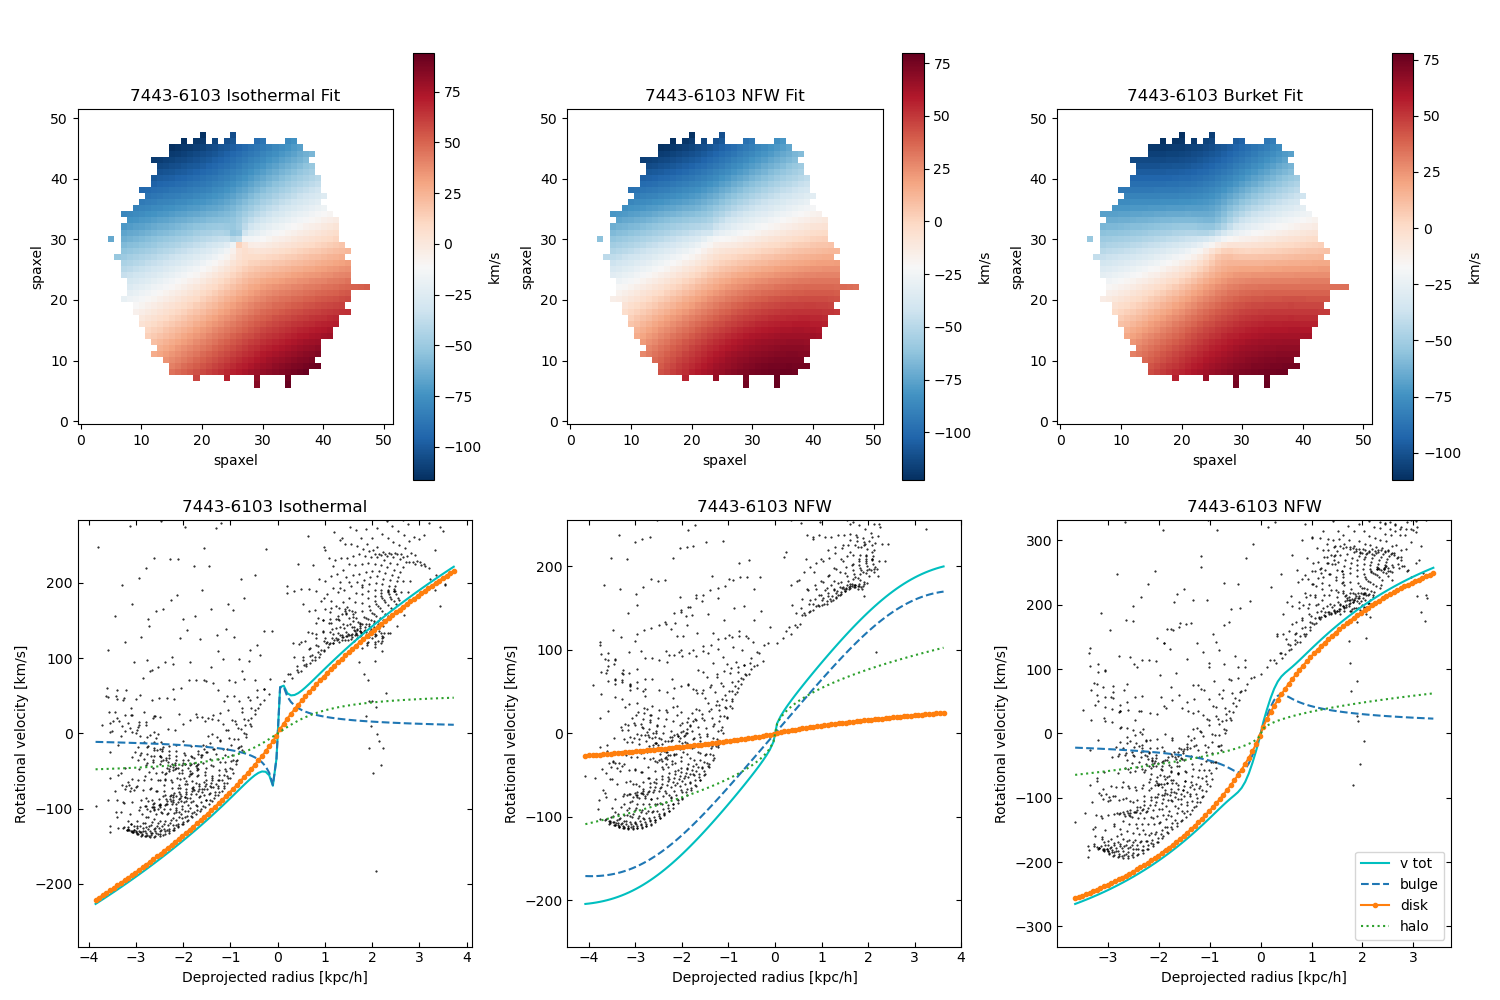 7443-6103 Isothermal Fit
50
40
30
20
10
0
spaxel
0 10 20 30 40 50
spaxel
75
50
25
0
−25
−50
−75
−100
km/s
7443-6103 NFW Fit
50
40
30
20
10
0
spaxel
0 10 20 30 40 50
spaxel
75
50
25
0
−25
−50
−75
−100
km/s
7443-6103 Burket Fit
50
40
30
20
10
0
spaxel
0 10 20 30 40 50
spaxel
75
50
25
0
−25
−50
−75
−100
km/s
7443-6103 Isothermal
200
100
0
−100
−200
Rotational velocity [km/s]
−4 −3 −2 −1 0 1 2 3 4
Deprojected radius [kpc/h]
7443-6103 NFW
200
100
0
−100
−200
Rotational velocity [km/s]
−4 −3 −2 −1 0 1 2 3 4
Deprojected radius [kpc/h]
7443-6103 NFW
300
200
100
0
−100
−200
−300
Rotational velocity [km/s]
−3 −2 −1 0 1 2 3
Deprojected radius [kpc/h]
v tot
bulge
disk
halo